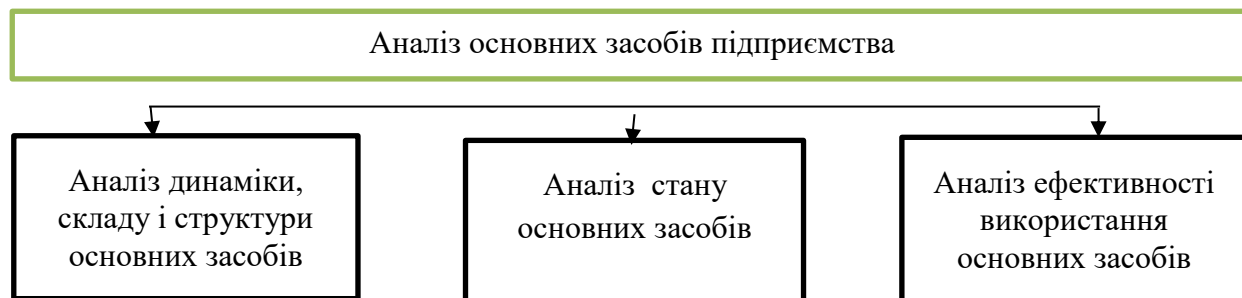 Аналіз основних засобів підприємства
Аналіз динаміки,
складу і структури
основних засобів
Аналіз стану
основних засобів
Аналіз ефективності
використання
основних засобів